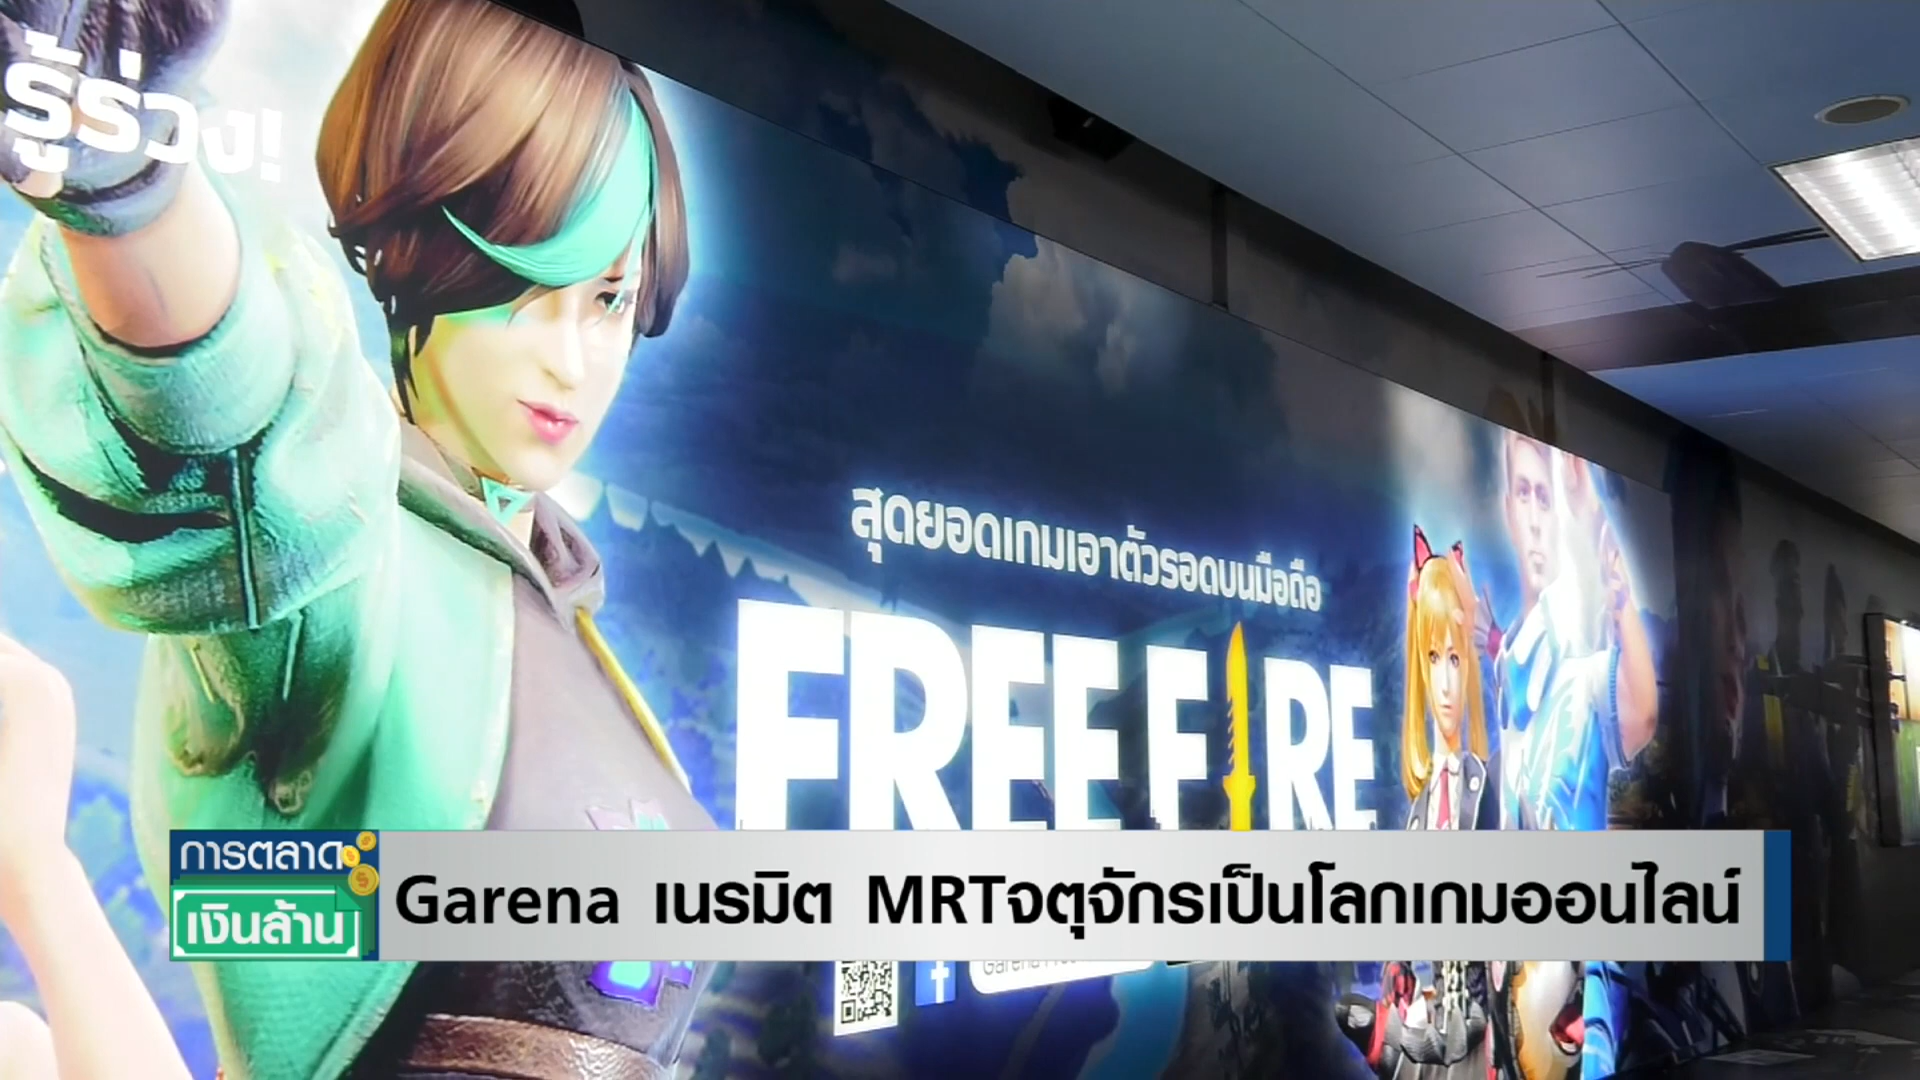 รู้ร่วง!
สุดยอดเกมเอาตัวรอดบนมือถือ
FREE FIRE
การตลาด
เงินล้าน
Garena เนรมิต MRTจตุจักรเป็นโลกเกมออนไลน์
f